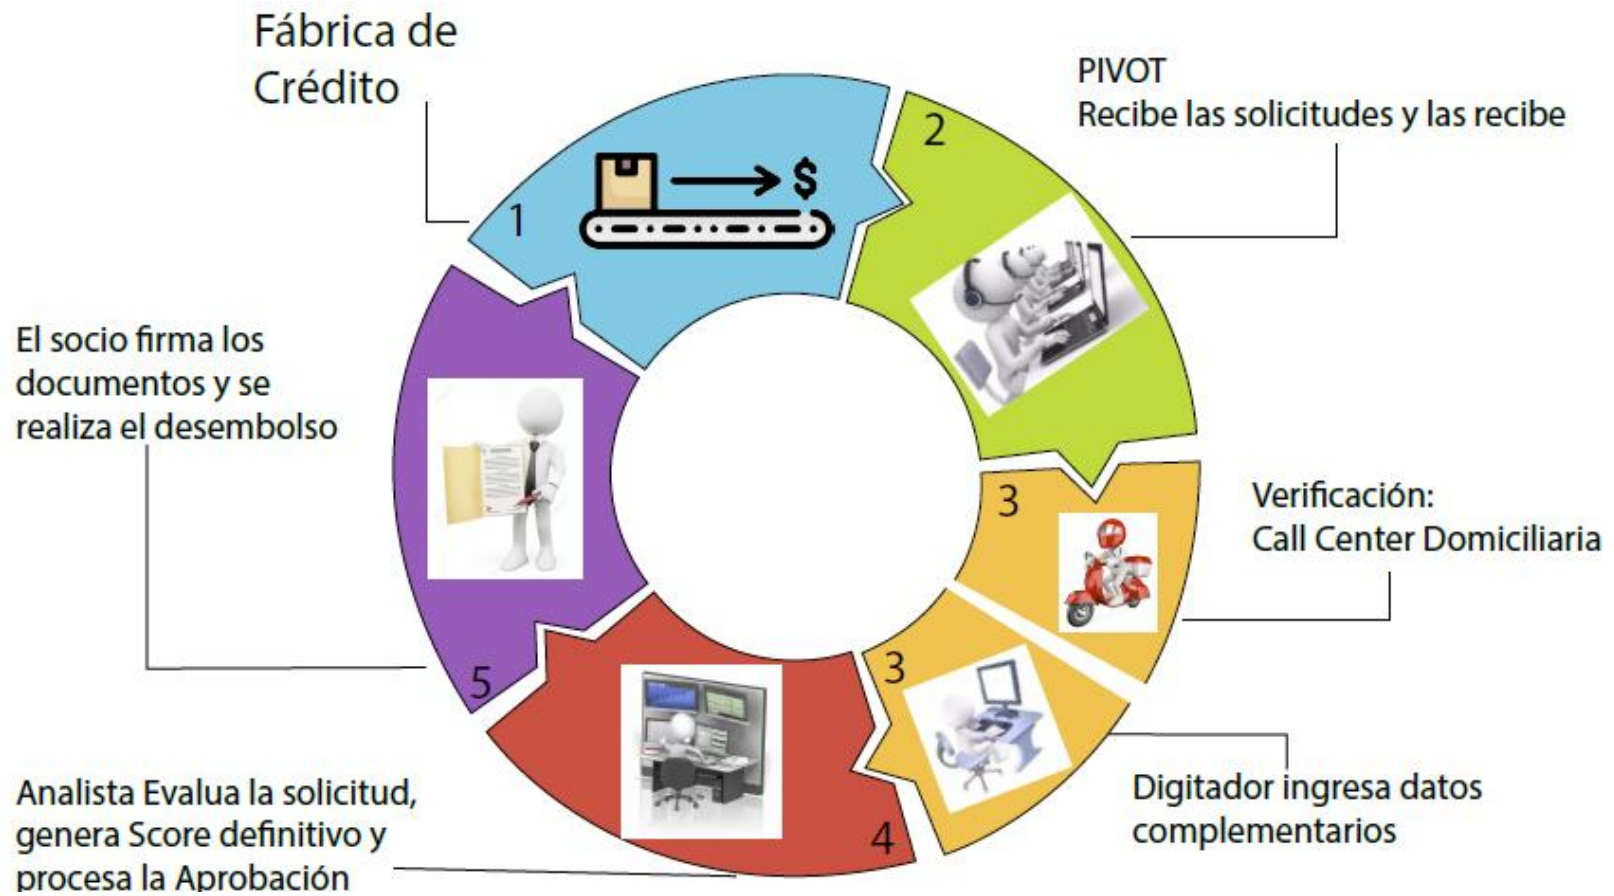 Fábrica de
Crédito
1
$
2
PIVOT
Recibe las solicitudes y las recibe
3
Verificación:
Call Center Domiciliaria
3
Digitador ingresa datos
complementarios
4
Analista Evalua la solicitud,
genera Score definitivo y
procesa la Aprobación
5
El socio firma los
documentos y se
realiza el desembolso